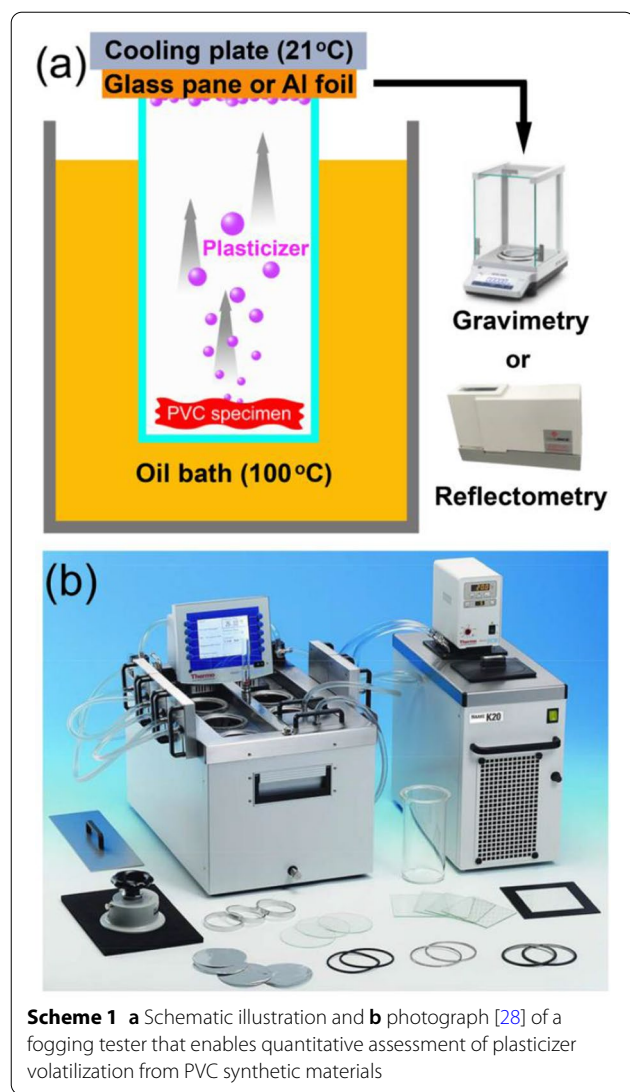 (a)
Cooling plate (21°C)
Glass pane or Al foil
Plasticizer
PVC specimen
Oil bath (100 °C)
Gravimetry
or
Reflectometry
(b)
Thermo
K20
Scheme 1 a Schematic illustration and b photograph [28] of a
fogging tester that enables quantitative assessment of plasticizer
volatilization from PVC synthetic materials